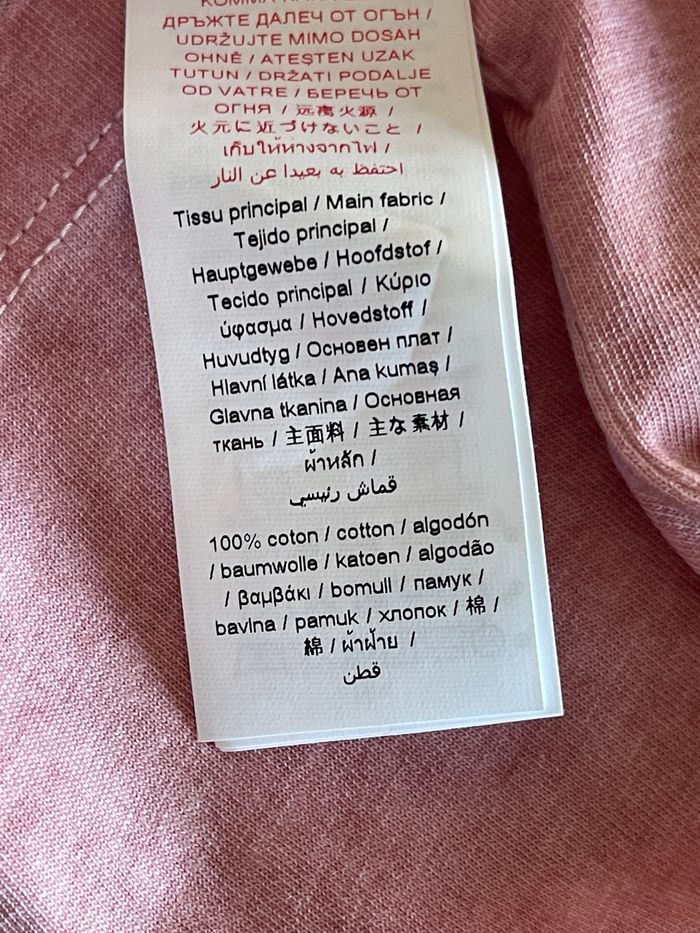 ДРЪЖТЕ ДАЛЕЧ ОТ ОГЪН /
UDRŽUJTE MIMO DOSAH
OHNĚ / ATEŞTEN UZAK
TUTUN / DRŽATI PODALJE
OD VATRE / БЕРЕЧЬ ОТ
ОГНЯ / 远离火源 /
火元に近づけないこと /
เก็บให้ห่างจากไฟ /
احتفظ به بعيدا عن النار
Tissu principal / Main fabric /
Tejido principal /
Hauptgewebe / Hoofdstof /
Tecido principal / Κύριο
ύφασμα / Hovedstoff /
Huvudtyg / Основен плат /
Hlavní látka / Ana kumaş /
Glavna tkanina / Основная
ткань / 主面料 / 主な素材 /
ผ้าหลัก /
قماش رئيسي
100% coton / cotton / algodón
/ baumwolle / katoen / algodão
/ βαμβάκι / bomull / памук /
bavlna / pamuk / хлопок / 棉 /
綿 / ผ้าฝ้าย /
قطن